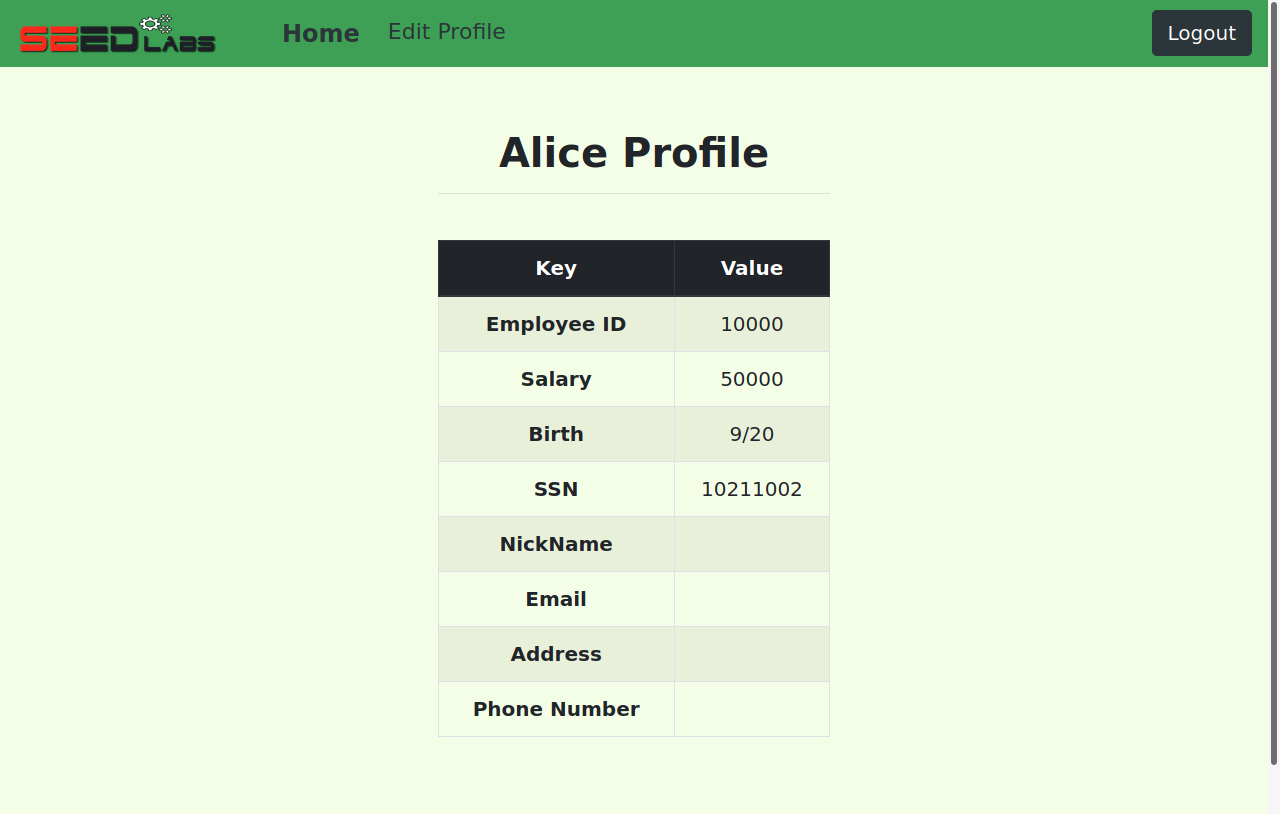 SEED LABS Home Edit Profile Logout
Alice Profile
Key Value
Employee ID 10000
Salary 50000
Birth 9/20
SSN 10211002
NickName
Email
Address
Phone Number